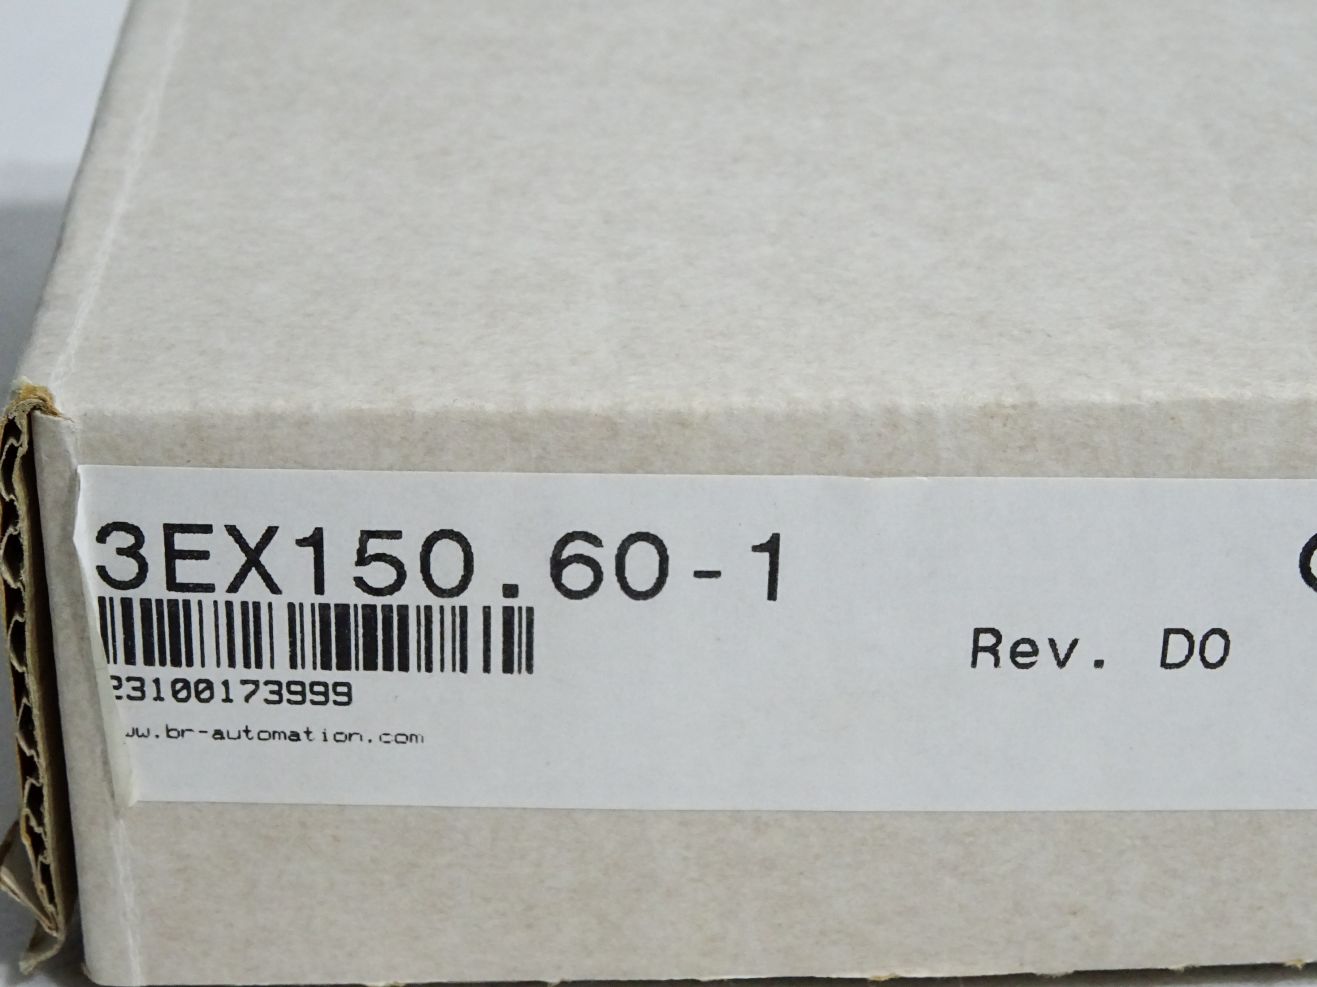 3EX150.60-1
Rev. D0
23100173999
w.br-automation.com